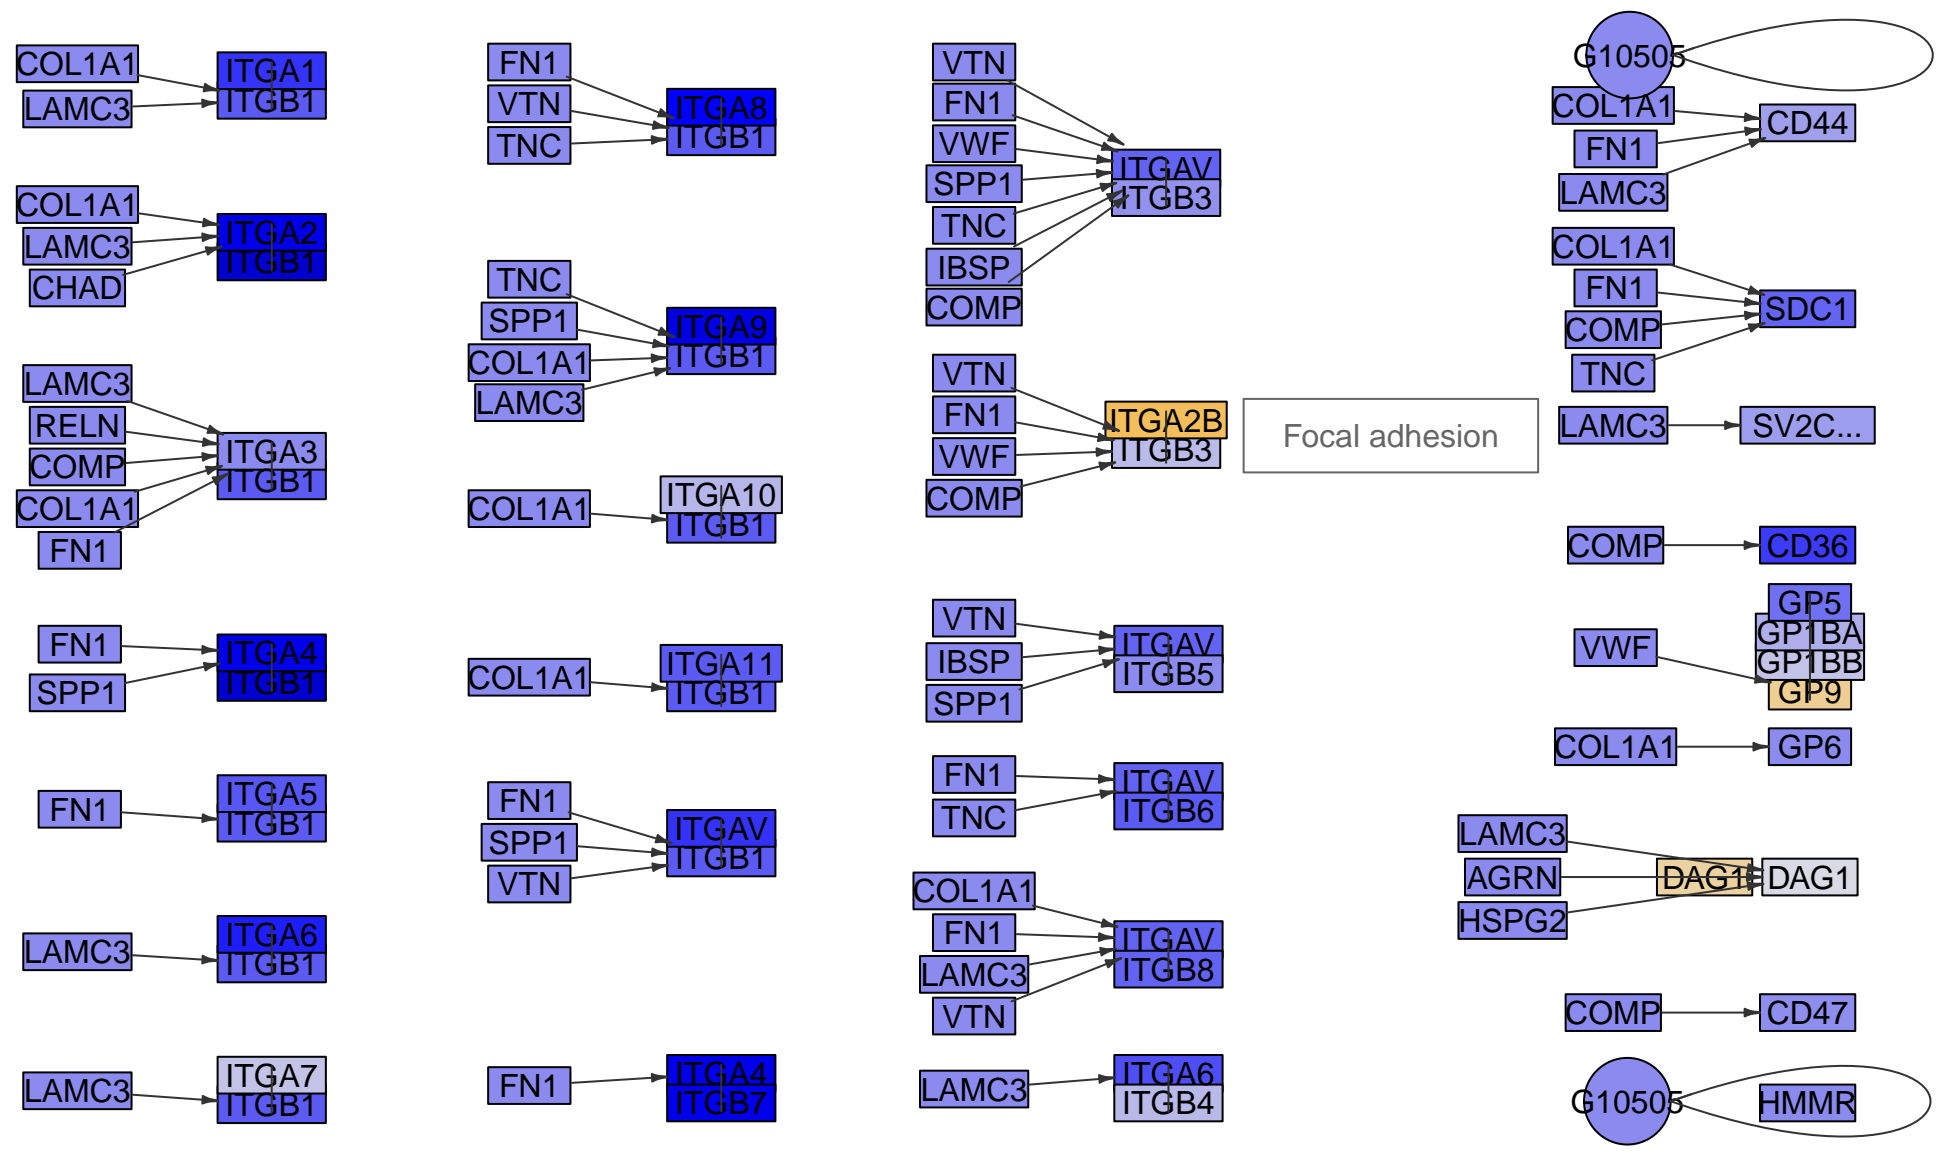 COL1A1
LAMC3
ITGA1
ITGB1
COL1A1
LAMC3
CHAD
ITGA2
ITGB1
LAMC3
RELN
COMP
COL1A1
FN1
ITGA3
ITGB1
FN1
SPP1
ITGA4
ITGB1
FN1
ITGA5
ITGB1
LAMC3
ITGA6
ITGB1
LAMC3
ITGA7
ITGB1
FN1
VTN
TNC
ITGA8
ITGB1
TNC
SPP1
COL1A1
LAMC3
ITGA9
ITGB1
COL1A1
ITGA10
ITGB1
COL1A1
ITGA11
ITGB1
FN1
SPP1
VTN
ITGAV
ITGB1
FN1
ITGA4
ITGB7
VTN
FN1
VWF
SPP1
TNC
IBSP
COMP
ITGAV
ITGB3
VTN
FN1
VWF
COMP
ITGA2B
ITGB3
Focal adhesion
VTN
IBSP
SPP1
ITGAV
ITGB5
FN1
TNC
ITGAV
ITGB6
COL1A1
FN1
LAMC3
VTN
ITGAV
ITGB8
LAMC3
ITGA6
ITGB4
G10505
COL1A1
FN1
LAMC3
CD44
COL1A1
FN1
COMP
TNC
SDC1
LAMC3
SV2C...
COMP
CD36
VWF
GP5
GP1BA
GP1BB
GP9
COL1A1
GP6
LAMC3
AGRN
HSPG2
DAG1
DAG1
COMP
CD47
G10505
HMMR